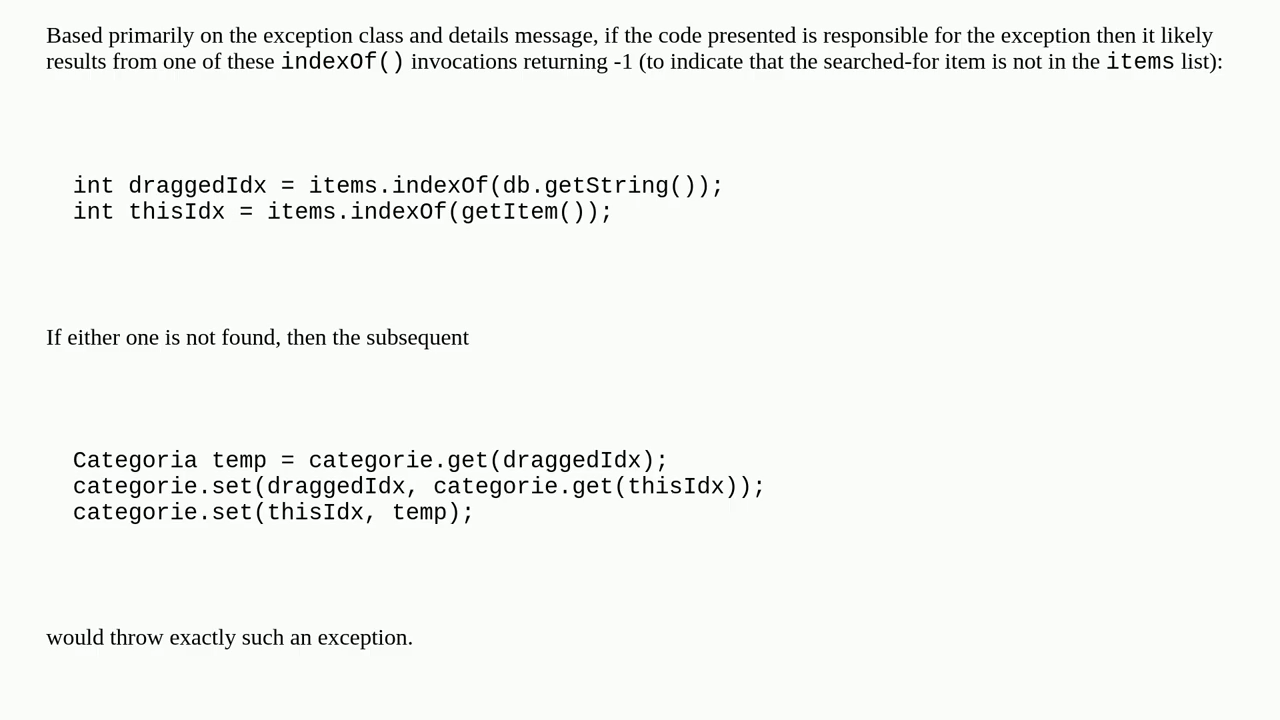 Based primarily on the exception class and details message, if the code presented is responsible for the exception then it likely
results from one of these indexOf() invocations returning -1 (to indicate that the searched-for item is not in the items list):
int draggedIdx = items.indexOf(db.getString());
int thisIdx = items.indexOf(getItem());
If either one is not found, then the subsequent
Categoria temp = categorie.get(draggedIdx);
categorie.set(draggedIdx, categorie.get(thisIdx));
categorie.set(thisIdx, temp);
would throw exactly such an exception.